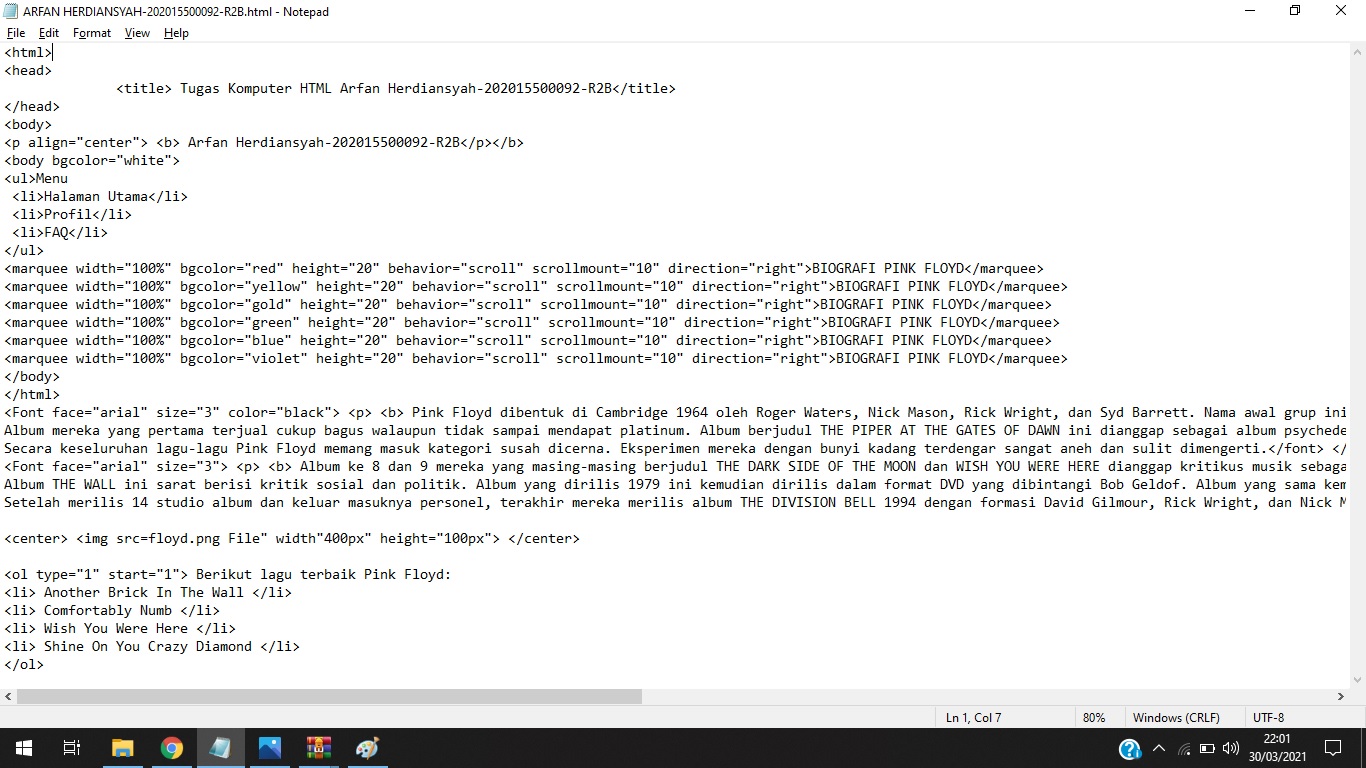 ARFAN HERDIANSYAH-202015500092-R2B.html - Notepad
File Edit Format View Help
<html>
<head>
<title> Tugas Komputer HTML Arfan Herdiansyah-202015500092-R2B</title>
</head>
<body>
<p align="center"> <b> Arfan Herdiansyah-202015500092-R2B</p></b>
<body bgcolor="white">
<ul>Menu
<li>Halaman Utama</li>
<li>Profil</li>
<li>FAQ</li>
</ul>
<marquee width="100%" bgcolor="red" height="20" behavior="scroll" scrollmount="10" direction="right">BIOGRAFI PINK FLOYD</marquee>
<marquee width="100%" bgcolor="yellow" height="20" behavior="scroll" scrollmount="10" direction="right">BIOGRAFI PINK FLOYD</marquee>
<marquee width="100%" bgcolor="gold" height="20" behavior="scroll" scrollmount="10" direction="right">BIOGRAFI PINK FLOYD</marquee>
<marquee width="100%" bgcolor="green" height="20" behavior="scroll" scrollmount="10" direction="right">BIOGRAFI PINK FLOYD</marquee>
<marquee width="100%" bgcolor="blue" height="20" behavior="scroll" scrollmount="10" direction="right">BIOGRAFI PINK FLOYD</marquee>
<marquee width="100%" bgcolor="violet" height="20" behavior="scroll" scrollmount="10" direction="right">BIOGRAFI PINK FLOYD</marquee>
</body>
</html>
<Font face="arial" size="3" color="black"> <p> <b> Pink Floyd dibentuk di Cambridge 1964 oleh Roger Waters, Nick Mason, Rick Wright, dan Syd Barrett. Nama awal grup ini
Album mereka yang pertama terjual cukup bagus walaupun tidak sampai mendapat platinum. Album berjudul THE PIPER AT THE GATES OF DAWN ini dianggap sebagai album psychede
Secara keseluruhan lagu-lagu Pink Floyd memang masuk kategori susah dicerna. Eksperimen mereka dengan bunyi kadang terdengar sangat aneh dan sulit dimengerti.</font> </
<Font face="arial" size="3"> <p> <b> Album ke 8 dan 9 mereka yang masing-masing berjudul THE DARK SIDE OF THE MOON dan WISH YOU WERE HERE dianggap kritikus musik sebaga
Album THE WALL ini sarat berisi kritik sosial dan politik. Album yang dirilis 1979 ini kemudian dirilis dalam format DVD yang dibintangi Bob Geldof. Album yang sama kem
Setelah merilis 14 studio album dan keluar masuknya personel, terakhir mereka merilis album THE DIVISION BELL 1994 dengan formasi David Gilmour, Rick Wright, dan Nick M
<center> <img src=floyd.png File" width"400px" height="100px"> </center>
<ol type="1" start="1"> Berikut lagu terbaik Pink Floyd:
<li> Another Brick In The Wall </li>
<li> Comfortably Numb </li>
<li> Wish You Were Here </li>
<li> Shine On You Crazy Diamond </li>
</ol>
Ln 1, Col 7 80% Windows (CRLF) UTF-8
22:01
30/03/2021